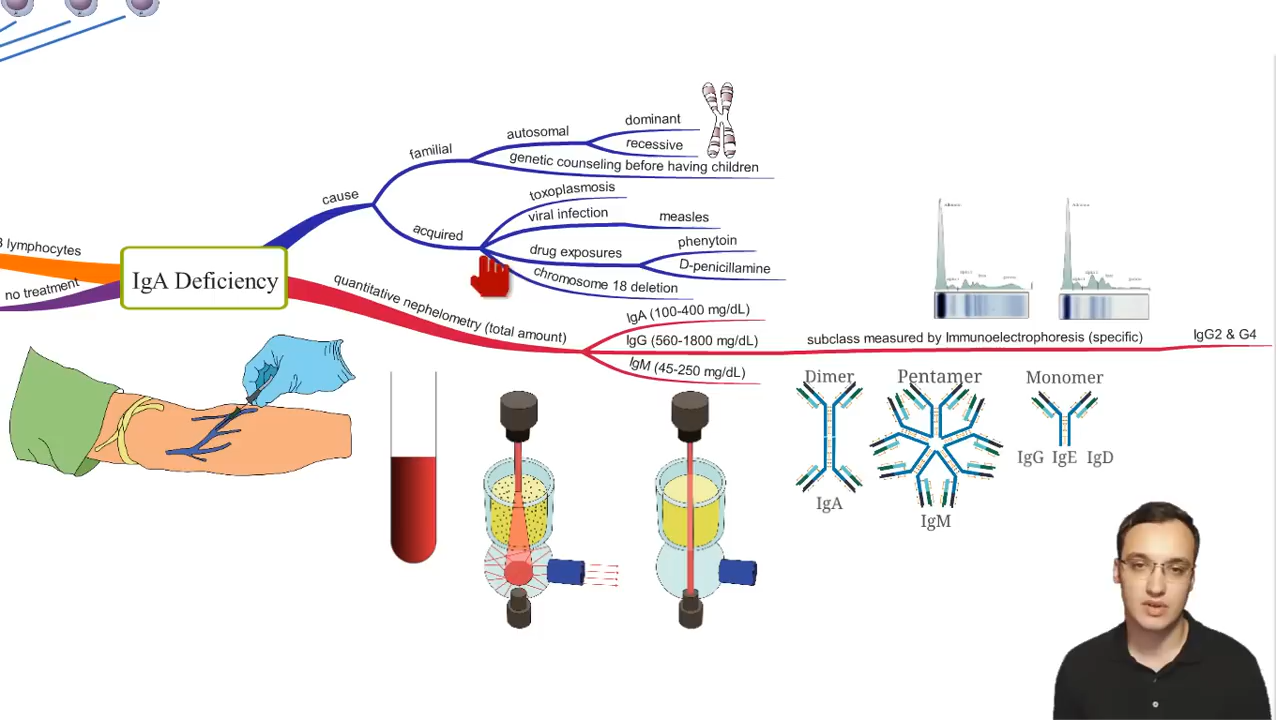 dominant
autosomal
familial
recessive
genetic counseling before having children
cause
toxoplasmosis
acquired
viral infection
measles
drug exposures
phenytoin
D-penicillamine
chromosome 18 deletion
lymphocytes
no treatment
IgA Deficiency
quantitative nephelometry (total amount)
IgA (100-400 mg/dL)
IgG (560-1800 mg/dL)
IgM (45-250 mg/dL)
subclass measured by Immunoelectrophoresis (specific)
IgG2 & G4
Dimer
Pentamer
Monomer
IgA
IgM
IgG IgE IgD